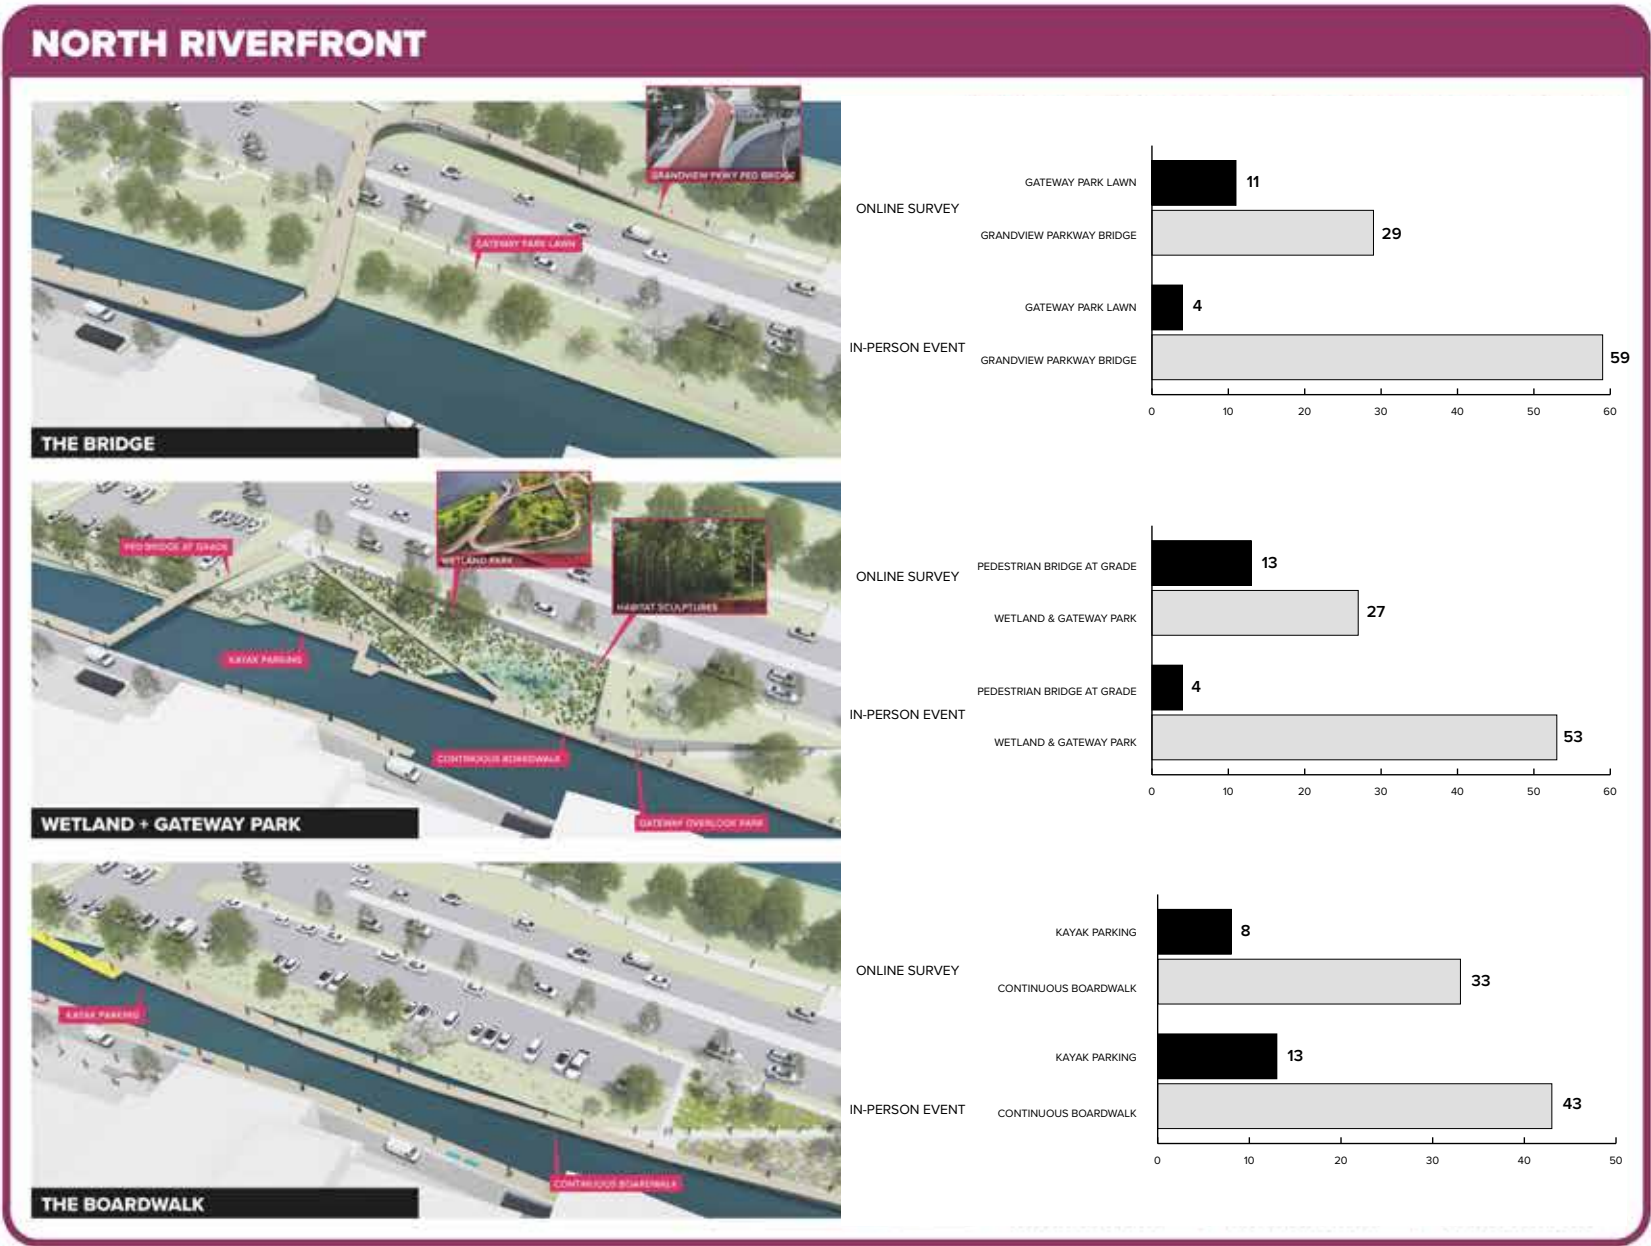 NORTH RIVERFRONT
GRANDVIEW PKWY PED BRIDGE
GATEWAY PARK LAWN
THE BRIDGE
ONLINE SURVEY
GATEWAY PARK LAWN
11
GRANDVIEW PARKWAY BRIDGE
29
IN-PERSON EVENT
GATEWAY PARK LAWN
4
GRANDVIEW PARKWAY BRIDGE
59
0 10 20 30 40 50 60
PED BRIDGE AT GRADE
WETLAND PARK
HABITAT SCULPTURES
KAYAK PARKING
CONTINUOUS BOARDWALK
GATEWAY OVERLOOK PARK
WETLAND + GATEWAY PARK
ONLINE SURVEY
PEDESTRIAN BRIDGE AT GRADE
13
WETLAND & GATEWAY PARK
27
IN-PERSON EVENT
PEDESTRIAN BRIDGE AT GRADE
4
WETLAND & GATEWAY PARK
53
0 10 20 30 40 50 60
KAYAK PARKING
CONTINUOUS BOARDWALK
THE BOARDWALK
ONLINE SURVEY
KAYAK PARKING
8
CONTINUOUS BOARDWALK
33
IN-PERSON EVENT
KAYAK PARKING
13
CONTINUOUS BOARDWALK
43
0 10 20 30 40 50